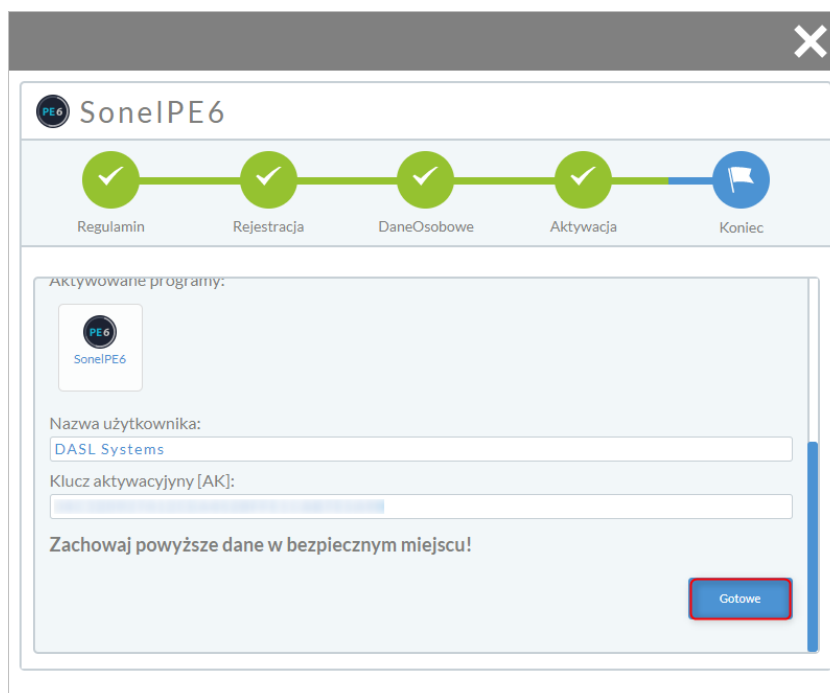 PE6 SonelPE6
Regulamin Rejestracja DaneOsobowe Aktywacja Koniec
Aktywowane programy:
PE6
SonelPE6
Nazwa użytkownika:
DASL Systems
Klucz aktywacyjny [AK]:
Zachowaj powyższe dane w bezpiecznym miejscu!
Gotowe